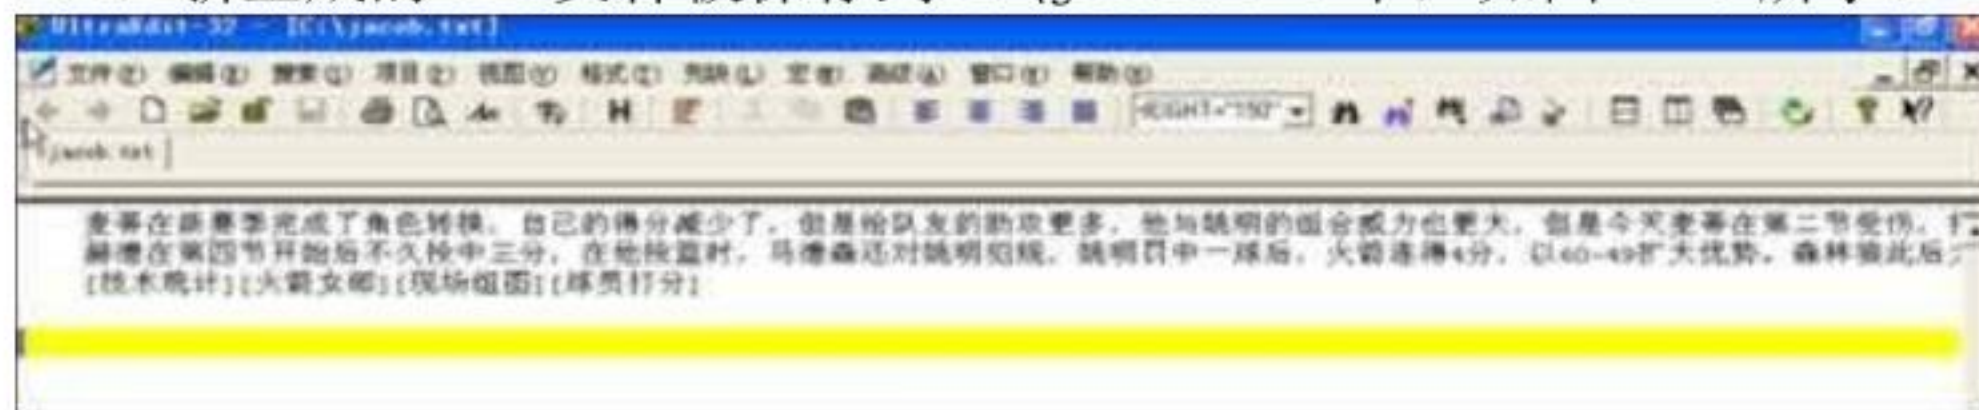 UltraEdit-32 - [C:\jacob.txt]
文件(F) 编辑(E) 搜索(S) 项目(P) 视图(V) 格式(T) 列块(L) 宏(M) 高级(A) 窗口(W) 帮助(H)
HEIGHT="150"
jacob.txt
麦蒂在新赛季完成了角色转换，自己的得分减少了，但是给队友的助攻更多，他与姚明的组合威力也更大，但是今天麦蒂在第二节受伤，
赫德在第四节开始后不久投中三分，在他投篮时，马德森还对姚明犯规，姚明罚中一球后，火箭连得4分，以60-49扩大优势。森林狼此后
[技术统计][火箭女郎][现场组图][球员打分]